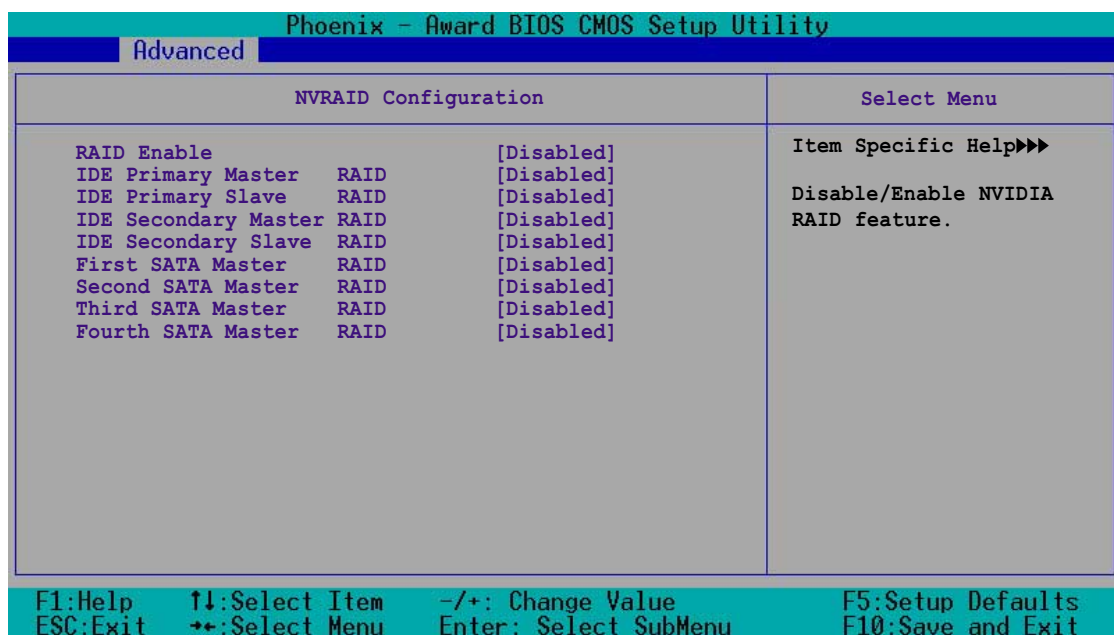 Phoenix - Award BIOS CMOS Setup Utility
Advanced
NVRAID Configuration
Select Menu
RAID Enable [Disabled]
IDE Primary Master RAID [Disabled]
IDE Primary Slave RAID [Disabled]
IDE Secondary Master RAID [Disabled]
IDE Secondary Slave RAID [Disabled]
First SATA Master RAID [Disabled]
Second SATA Master RAID [Disabled]
Third SATA Master RAID [Disabled]
Fourth SATA Master RAID [Disabled]
Item Specific Help▶▶▶
Disable/Enable NVIDIA
RAID feature.
F1:Help ↑↓:Select Item -/+: Change Value F5:Setup Defaults
ESC:Exit →←:Select Menu Enter: Select SubMenu F10:Save and Exit